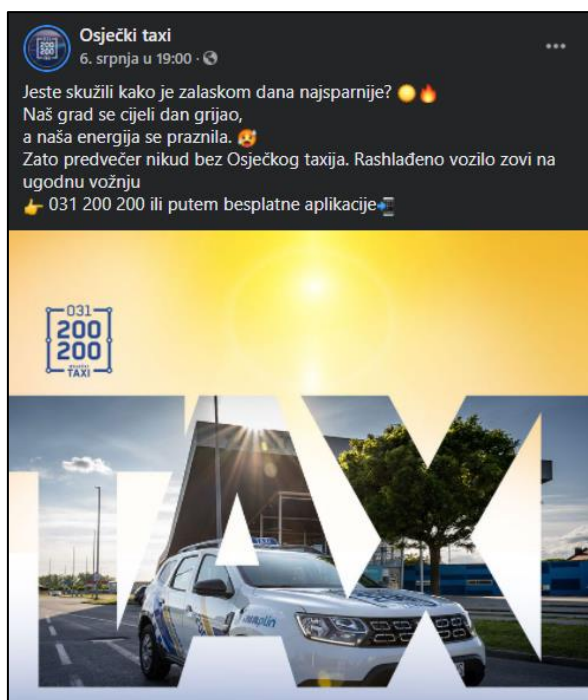 Osječki taxi
6. srpnja u 19:00 ·
Jeste skužili kako je zalaskom dana najsparnije? 🌕🔥
Naš grad se cijeli dan grijao,
a naša energija se praznila. 🥵
Zato predvečer nikud bez Osječkog taxija. Rashlađeno vozilo zovi na
ugodnu vožnju
👉 031 200 200 ili putem besplatne aplikacije📲
031
200
200
OSJEČKI
TAXI
TAXI